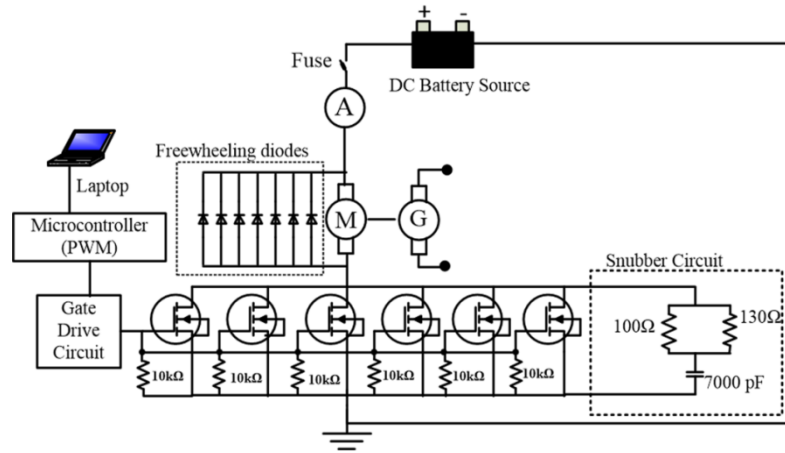 + -
Fuse
DC Battery Source
A
Freewheeling diodes
Laptop
Microcontroller
(PWM)
M
G
Snubber Circuit
Gate
Drive
Circuit
100Ω
130Ω
10kΩ
10kΩ
10kΩ
10kΩ
10kΩ
10kΩ
7000 pF